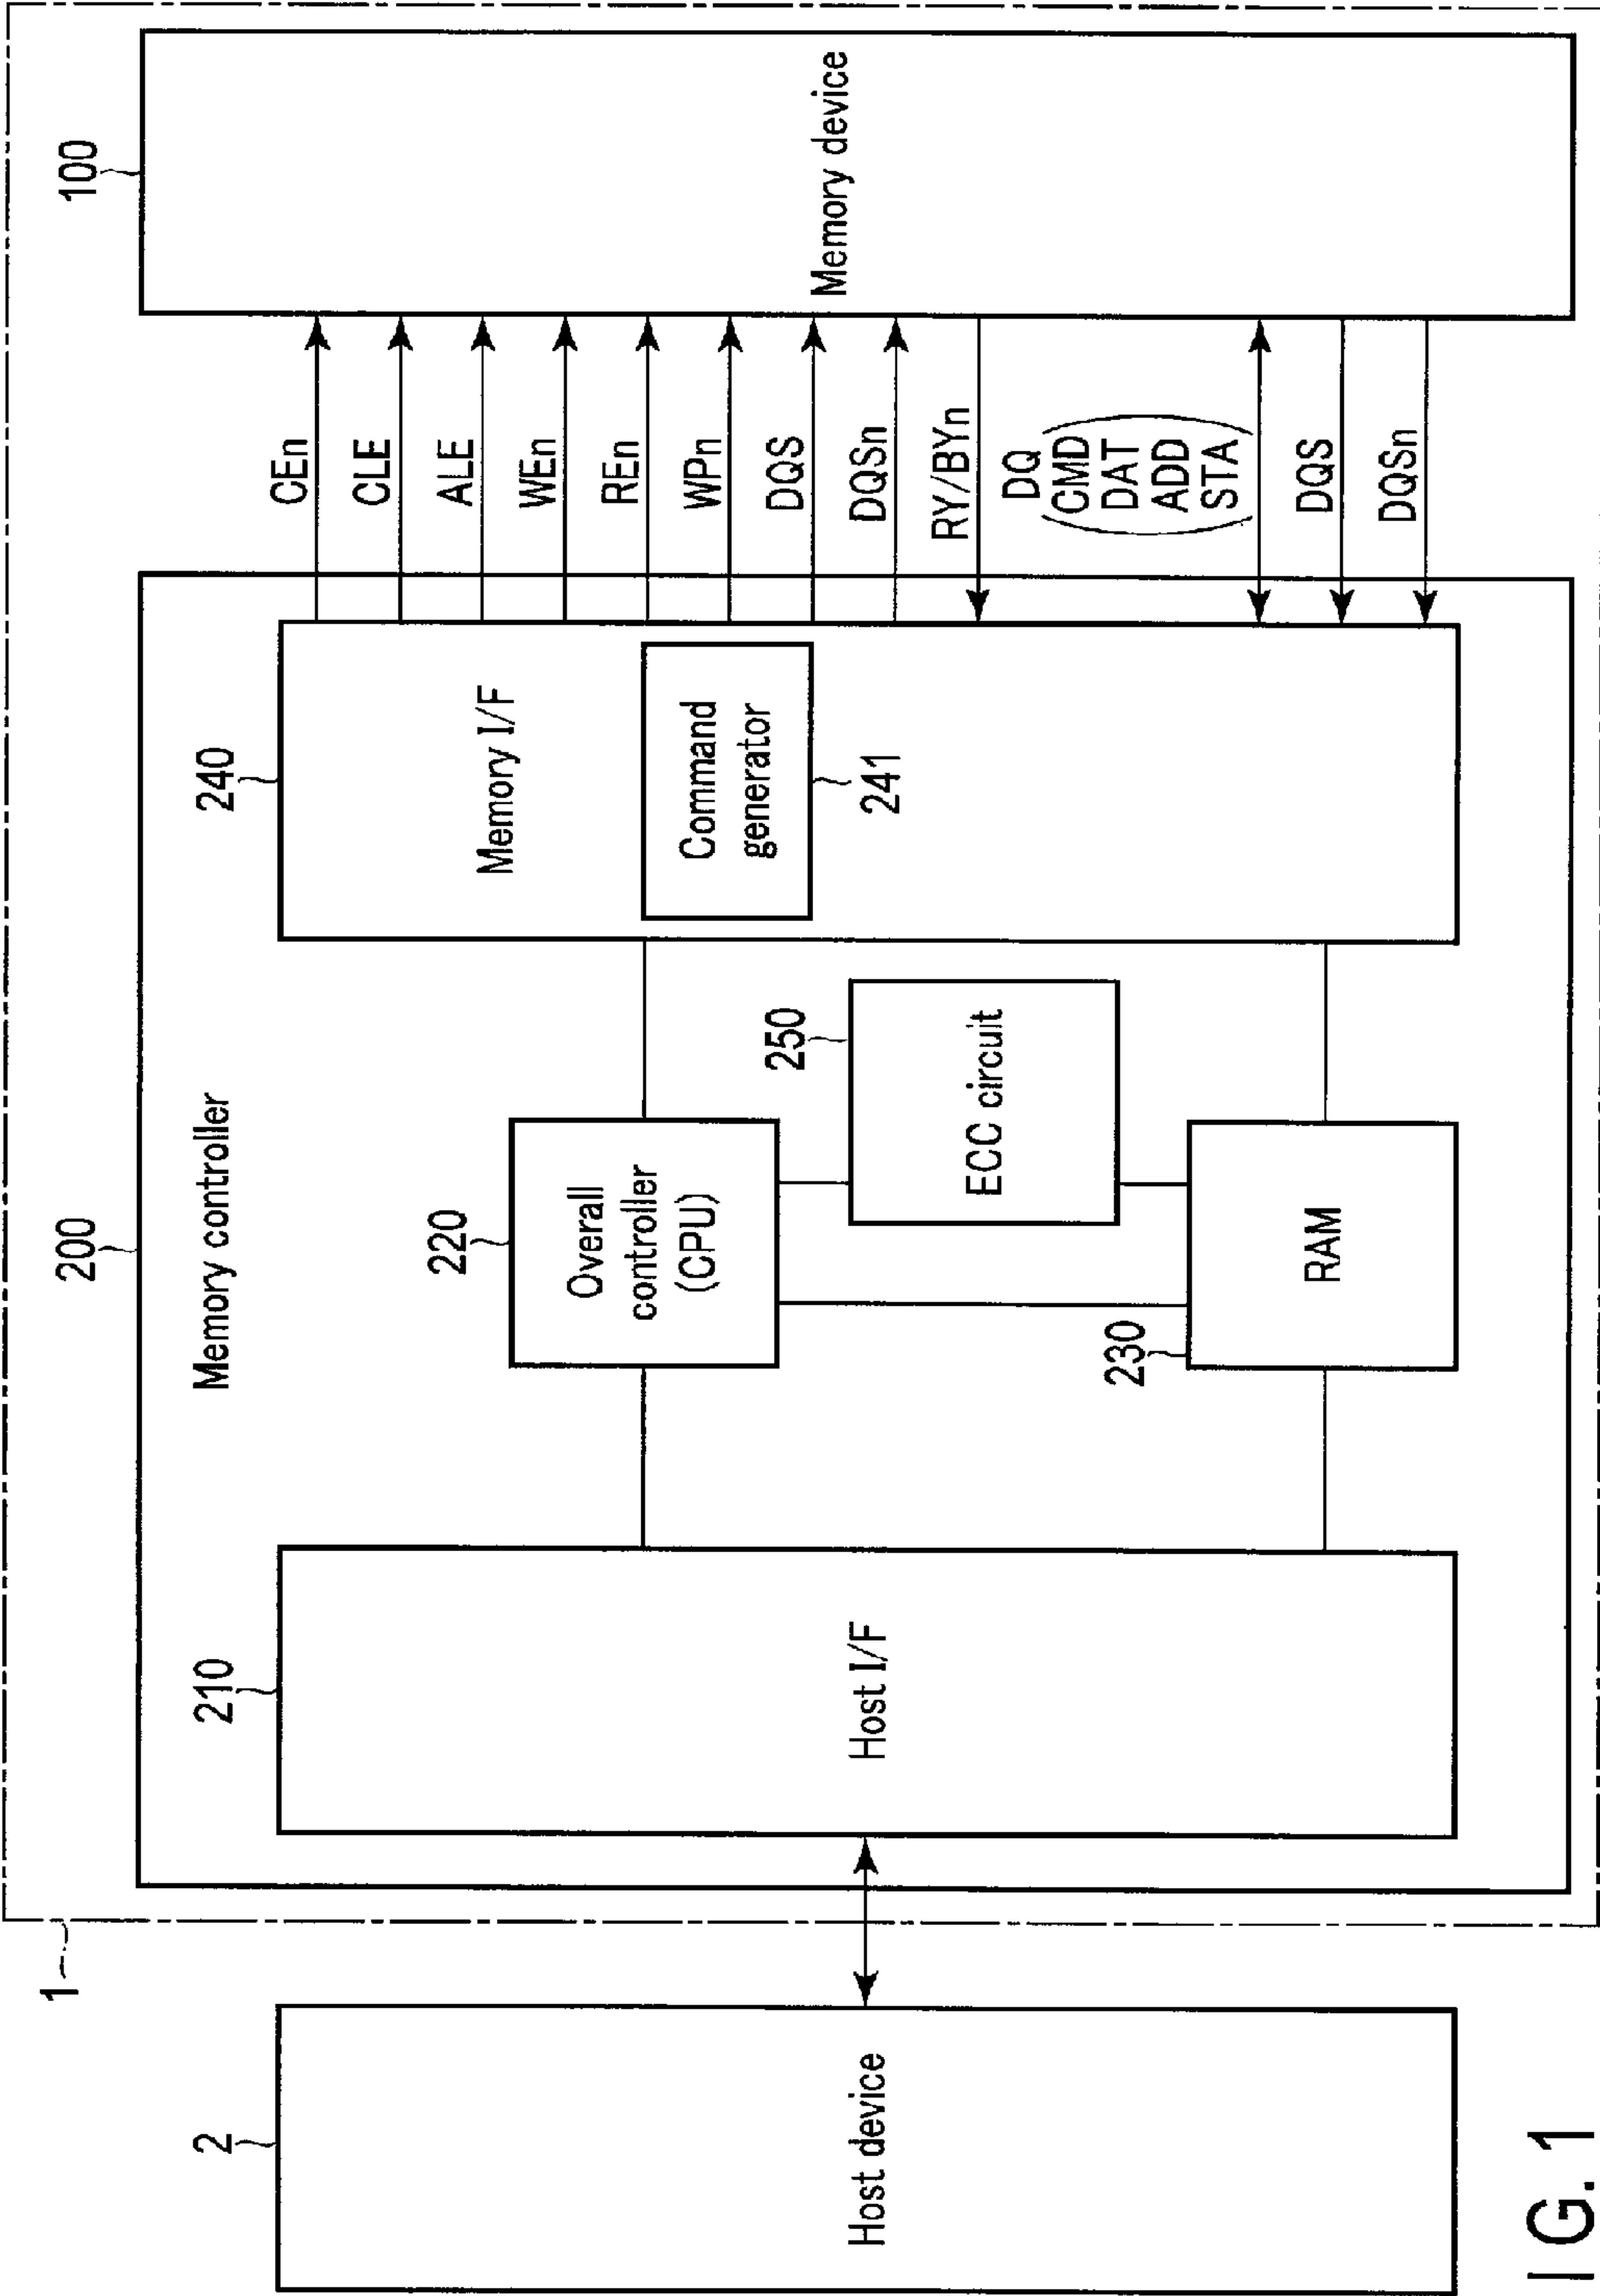 1
200
Memory controller
100
2
Host device
210
Host I/F
220
Overall
controller
(CPU)
230
RAM
250
ECC circuit
240
Memory I/F
Command
generator
241
CEn
CLE
ALE
WEn
REn
WPn
DQS
DQSn
RY/BYn
DQ
(CMD
DAT
ADD
STA)
DQS
DQSn
Memory device
I G. 1